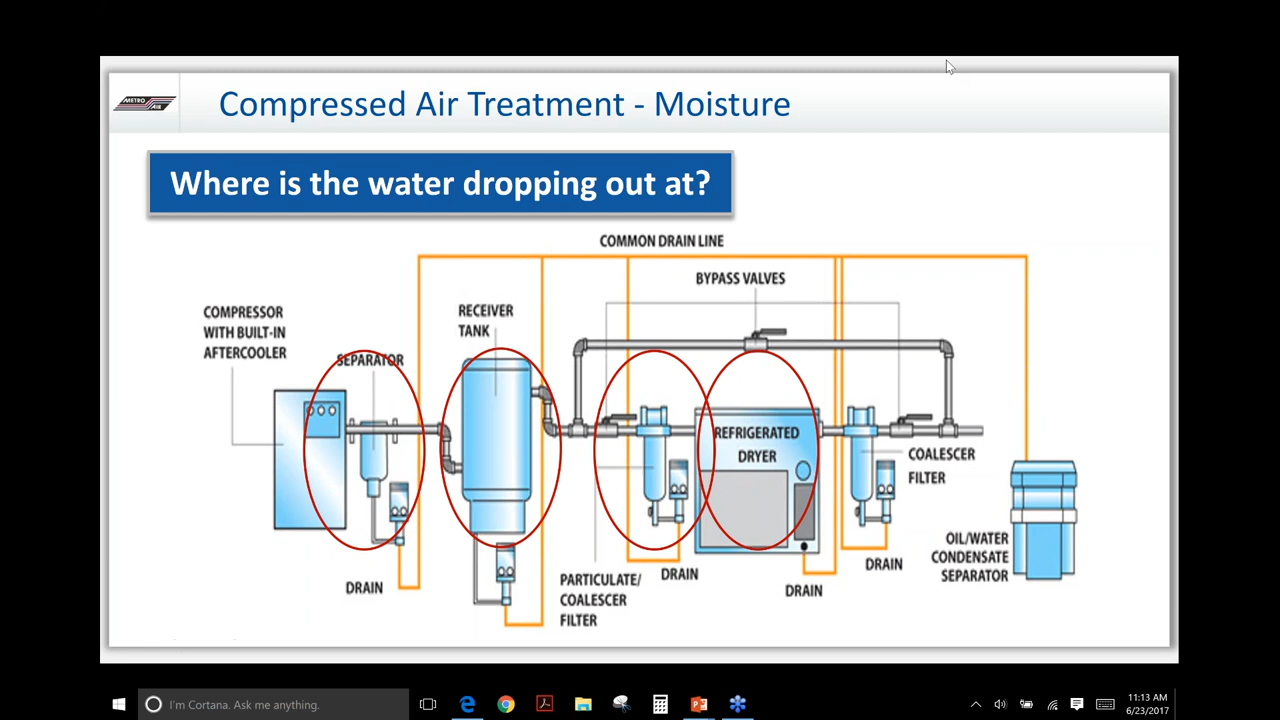 METRO
AIR
Compressed Air Treatment - Moisture
Where is the water dropping out at?
COMMON DRAIN LINE
BYPASS VALVES
COMPRESSOR
WITH BUILT-IN
AFTERCOOLER
RECEIVER
TANK
SEPARATOR
REFRIGERATED
DRYER
COALESCER
FILTER
OIL/WATER
CONDENSATE
SEPARATOR
DRAIN
PARTICULATE/
COALESCER
FILTER
DRAIN
DRAIN
DRAIN
I'm Cortana. Ask me anything.
11:13 AM
6/23/2017